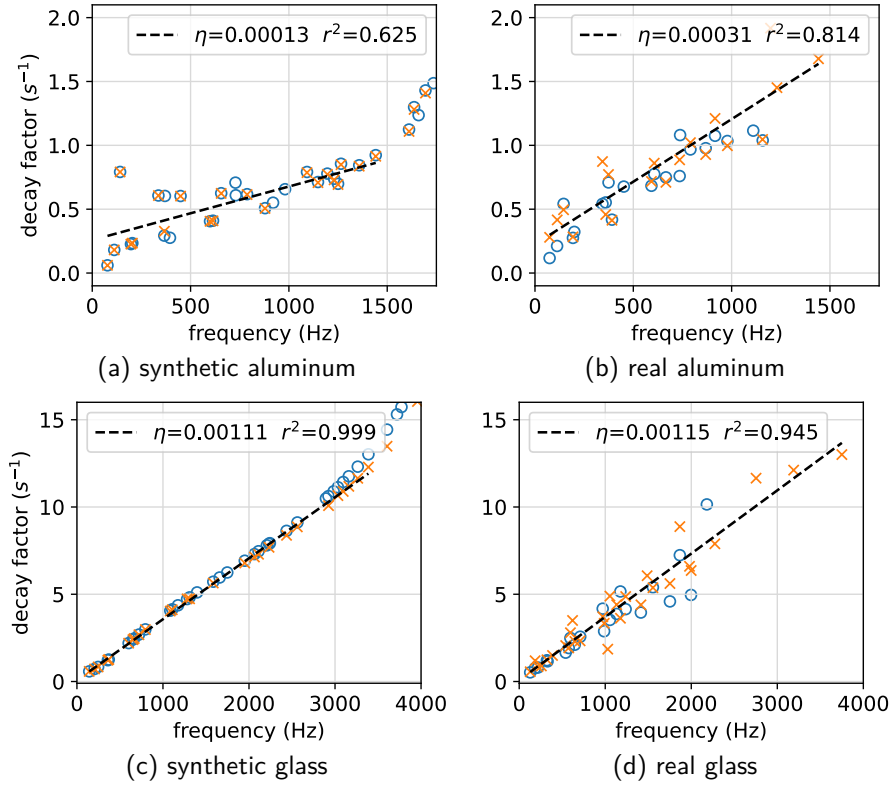 η=0.00013 r²=0.625
2.0
1.5
1.0
0.5
0.0
decay factor (s⁻¹)
0 500 1000 1500
frequency (Hz)
(a) synthetic aluminum
η=0.00031 r²=0.814
2.0
1.5
1.0
0.5
0.0
0 500 1000 1500
frequency (Hz)
(b) real aluminum
η=0.00111 r²=0.999
15
10
5
0
decay factor (s⁻¹)
0 1000 2000 3000 4000
frequency (Hz)
(c) synthetic glass
η=0.00115 r²=0.945
15
10
5
0
0 1000 2000 3000 4000
frequency (Hz)
(d) real glass